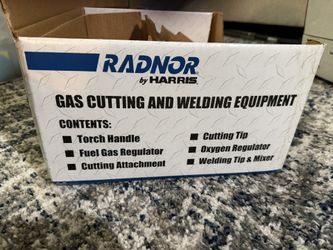 RADNOR
by HARRIS
GAS CUTTING AND WELDING EQUIPMENT
CONTENTS:
Torch Handle
Fuel Gas Regulator
Cutting Attachment
Cutting Tip
Oxygen Regulator
Welding Tip & Mixer